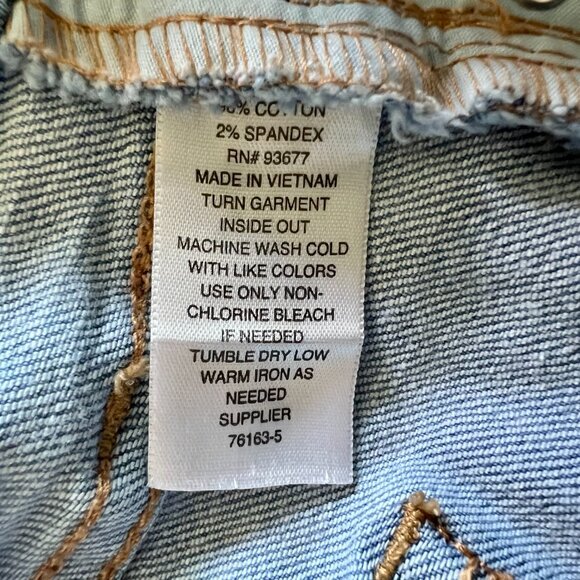 COTTON
2% SPANDEX
RN# 93677
MADE IN VIETNAM
TURN GARMENT
INSIDE OUT
MACHINE WASH COLD
WITH LIKE COLORS
USE ONLY NON-
CHLORINE BLEACH
IF NEEDED
TUMBLE DRY LOW
WARM IRON AS
NEEDED
SUPPLIER
76163-5